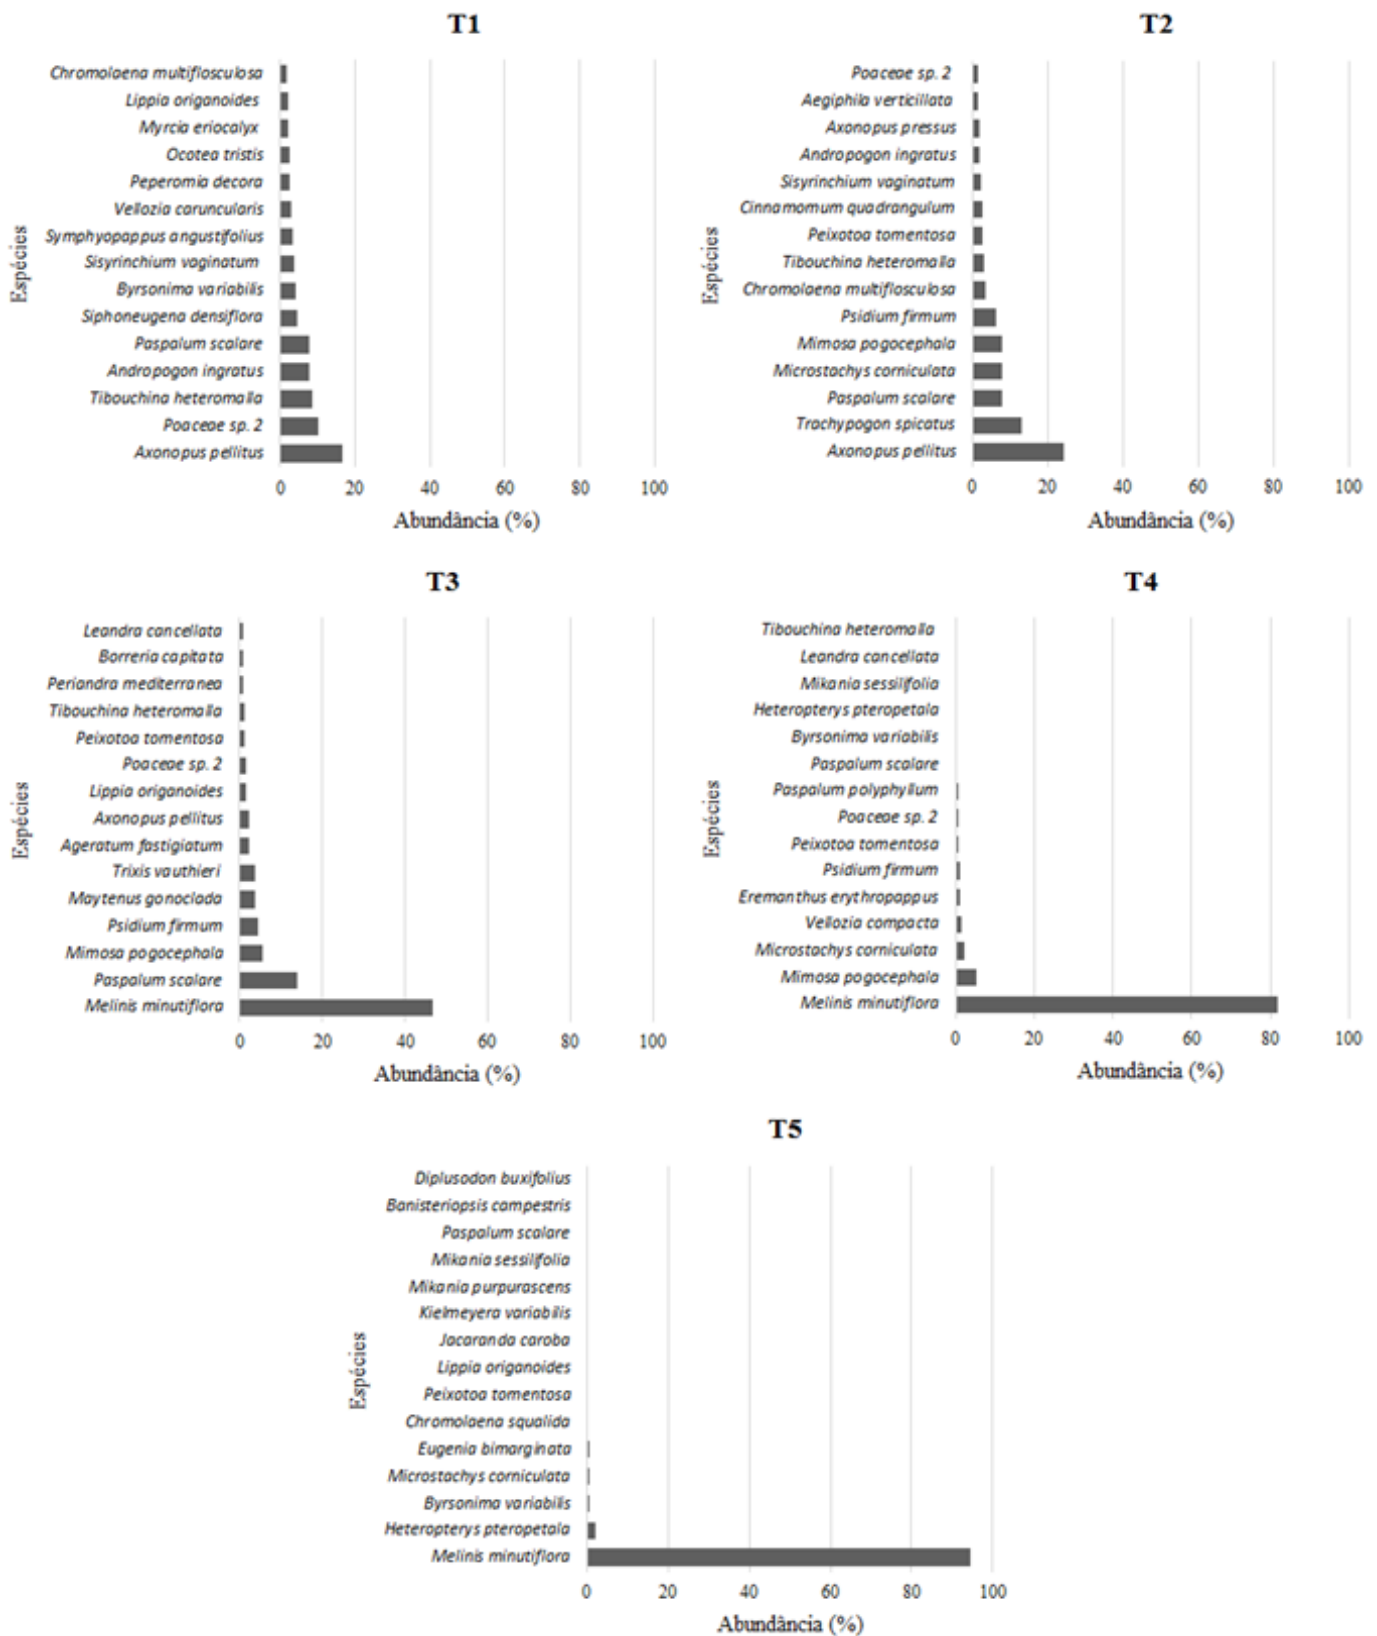 T1
Espécies
Chromolaena multiflosculosa
Lippia origanoides
Myrcia eriocalyx
Ocotea tristis
Peperomia decora
Vellozia caruncularis
Symphyopappus angustifolius
Sisyrinchium vaginatum
Byrsonima variabilis
Siphoneugena densiflora
Paspalum scalare
Andropogon ingratus
Tibouchina heteromalla
Poaceae sp. 2
Axonopus pellitus
0 20 40 60 80 100
Abundância (%)
T2
Espécies
Poaceae sp. 2
Aegiphila verticillata
Axonopus pressus
Andropogon ingratus
Sisyrinchium vaginatum
Cinnamomum quadrangulum
Peixotoa tomentosa
Tibouchina heteromalla
Chromolaena multiflosculosa
Psidium firmum
Mimosa pogocephala
Microstachys corniculata
Paspalum scalare
Trachypogon spicatus
Axonopus pellitus
0 20 40 60 80 100
Abundância (%)
T3
Espécies
Leandra cancellata
Borreria capitata
Periandra mediterranea
Tibouchina heteromalla
Peixotoa tomentosa
Poaceae sp. 2
Lippia origanoides
Axonopus pellitus
Ageratum fastigiatum
Trixis vauthieri
Maytenus gonoclada
Psidium firmum
Mimosa pogocephala
Paspalum scalare
Melinis minutiflora
0 20 40 60 80 100
Abundância (%)
T4
Espécies
Tibouchina heteromalla
Leandra cancellata
Mikania sessilifolia
Heteropterys pteropetala
Byrsonima variabilis
Paspalum scalare
Paspalum polyphyllum
Poaceae sp. 2
Peixotoa tomentosa
Psidium firmum
Eremanthus erythropappus
Vellozia compacta
Microstachys corniculata
Mimosa pogocephala
Melinis minutiflora
0 20 40 60 80 100
Abundância (%)
T5
Espécies
Diplusodon buxifolius
Banisteriopsis campestris
Paspalum scalare
Mikania sessilifolia
Mikania purpurascens
Kielmeyera variabilis
Jacaranda caroba
Lippia origanoides
Peixotoa tomentosa
Chromolaena squalida
Eugenia bimarginata
Microstachys corniculata
Byrsonima variabilis
Heteropterys pteropetala
Melinis minutiflora
0 20 40 60 80 100
Abundância (%)